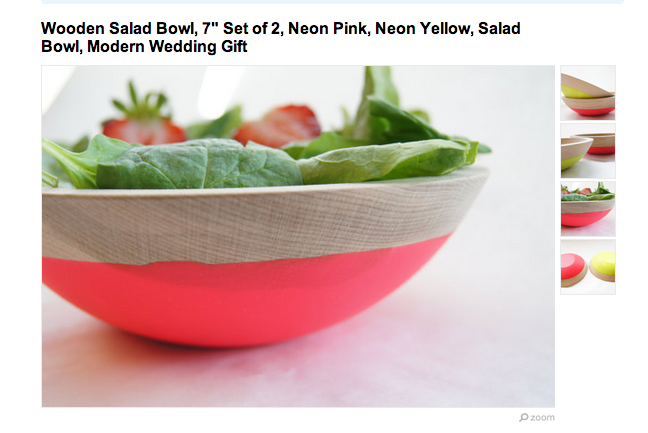 Wooden Salad Bowl, 7" Set of 2, Neon Pink, Neon Yellow, Salad
Bowl, Modern Wedding Gift
zoom